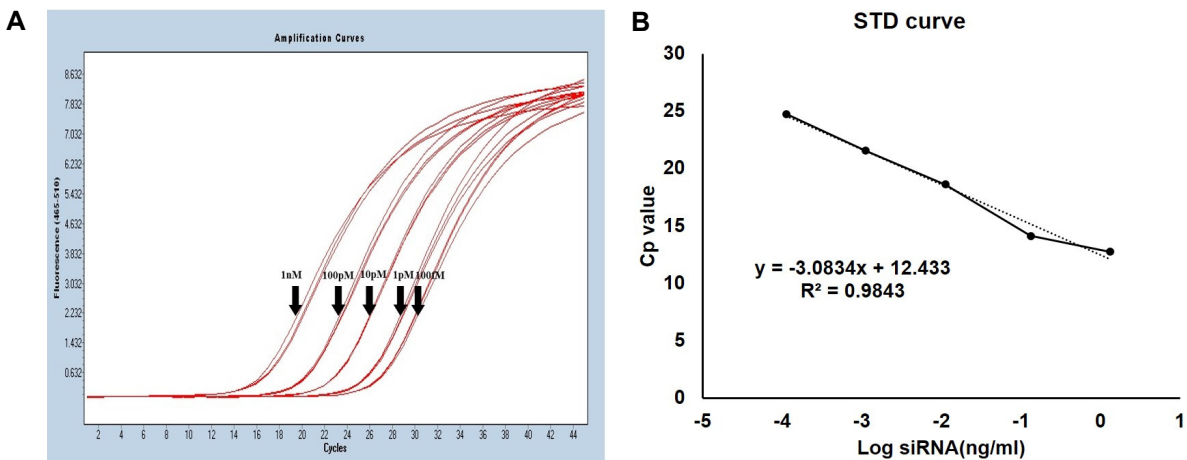 A
Amplification Curves
Fluorescence (465-510)
8.632
7.832
7.032
6.232
5.432
4.632
3.832
3.032
2.232
1.432
0.632
1nM
100pM
10pM
1pM
100fM
2 4 6 8 10 12 14 16 18 20 22 24 26 28 30 32 34 36 38 40 42 44
Cycles
B
STD curve
Cp value
30
25
20
15
10
5
0
y = -3.0834x + 12.433
R² = 0.9843
-5 -4 -3 -2 -1 0 1
Log siRNA(ng/ml)